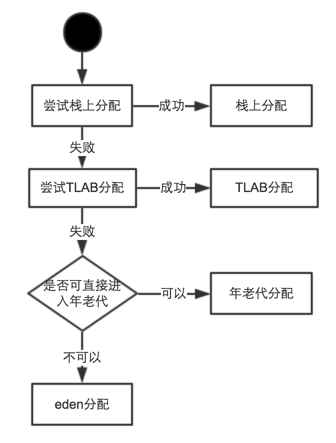 尝试栈上分配
成功
栈上分配
失败
尝试TLAB分配
成功
TLAB分配
失败
是否可直接进
入年老代
可以
年老代分配
不可以
eden分配